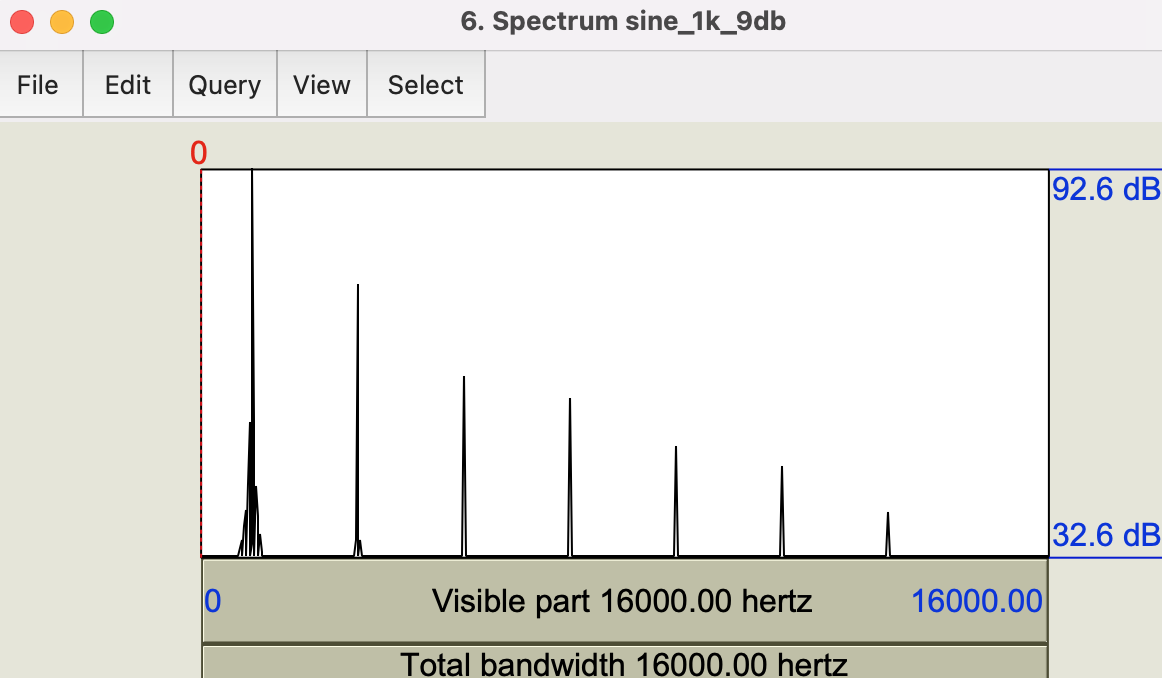 6. Spectrum sine_1k_9db
File Edit Query View Select
0
92.6 dB
32.6 dB
0 Visible part 16000.00 hertz 16000.00
Total bandwidth 16000.00 hertz